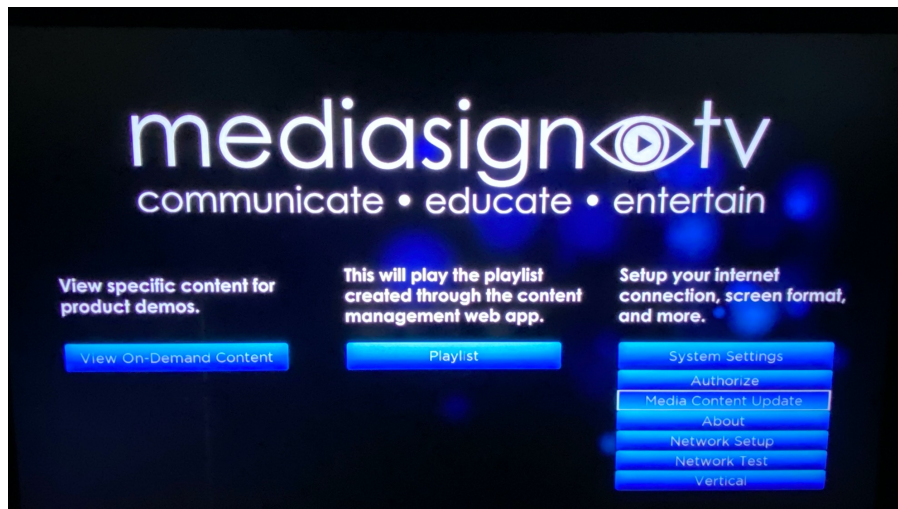 mediasign tv
communicate • educate • entertain
View specific content for
product demos.
View On-Demand Content
This will play the playlist
created through the content
management web app.
Playlist
Setup your internet
connection, screen format,
and more.
System Settings
Authorize
Media Content Update
About
Network Setup
Network Test
Vertical